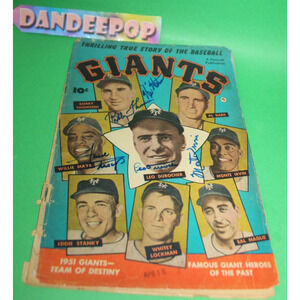 DANDEEPOP
THRILLING TRUE STORY OF THE BASEBALL
A Fawcett Publication
GIANTS
10¢
BOBBY THOMSON
AL DARK
WILLIE MAYS
LEO DUROCHER
MONTE IRVIN
EDDIE STANKY
WHITEY LOCKMAN
SAL MAGLIE
1951 GIANTS—
TEAM OF DESTINY
FAMOUS GIANT HEROES
OF THE PAST